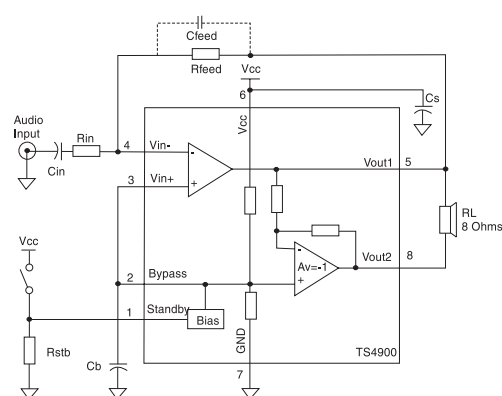 Cfeed
Rfeed
Vcc
6
Cs
Vcc
Audio
Input
Rin
Cin
4
Vin-
-
Vout1
5
3
Vin+
+
RL
8 Ohms
Vcc
-
Av=-1
+
Vout2
8
2
Bypass
1
Standby
Bias
Rstb
Cb
GND
TS4900
7